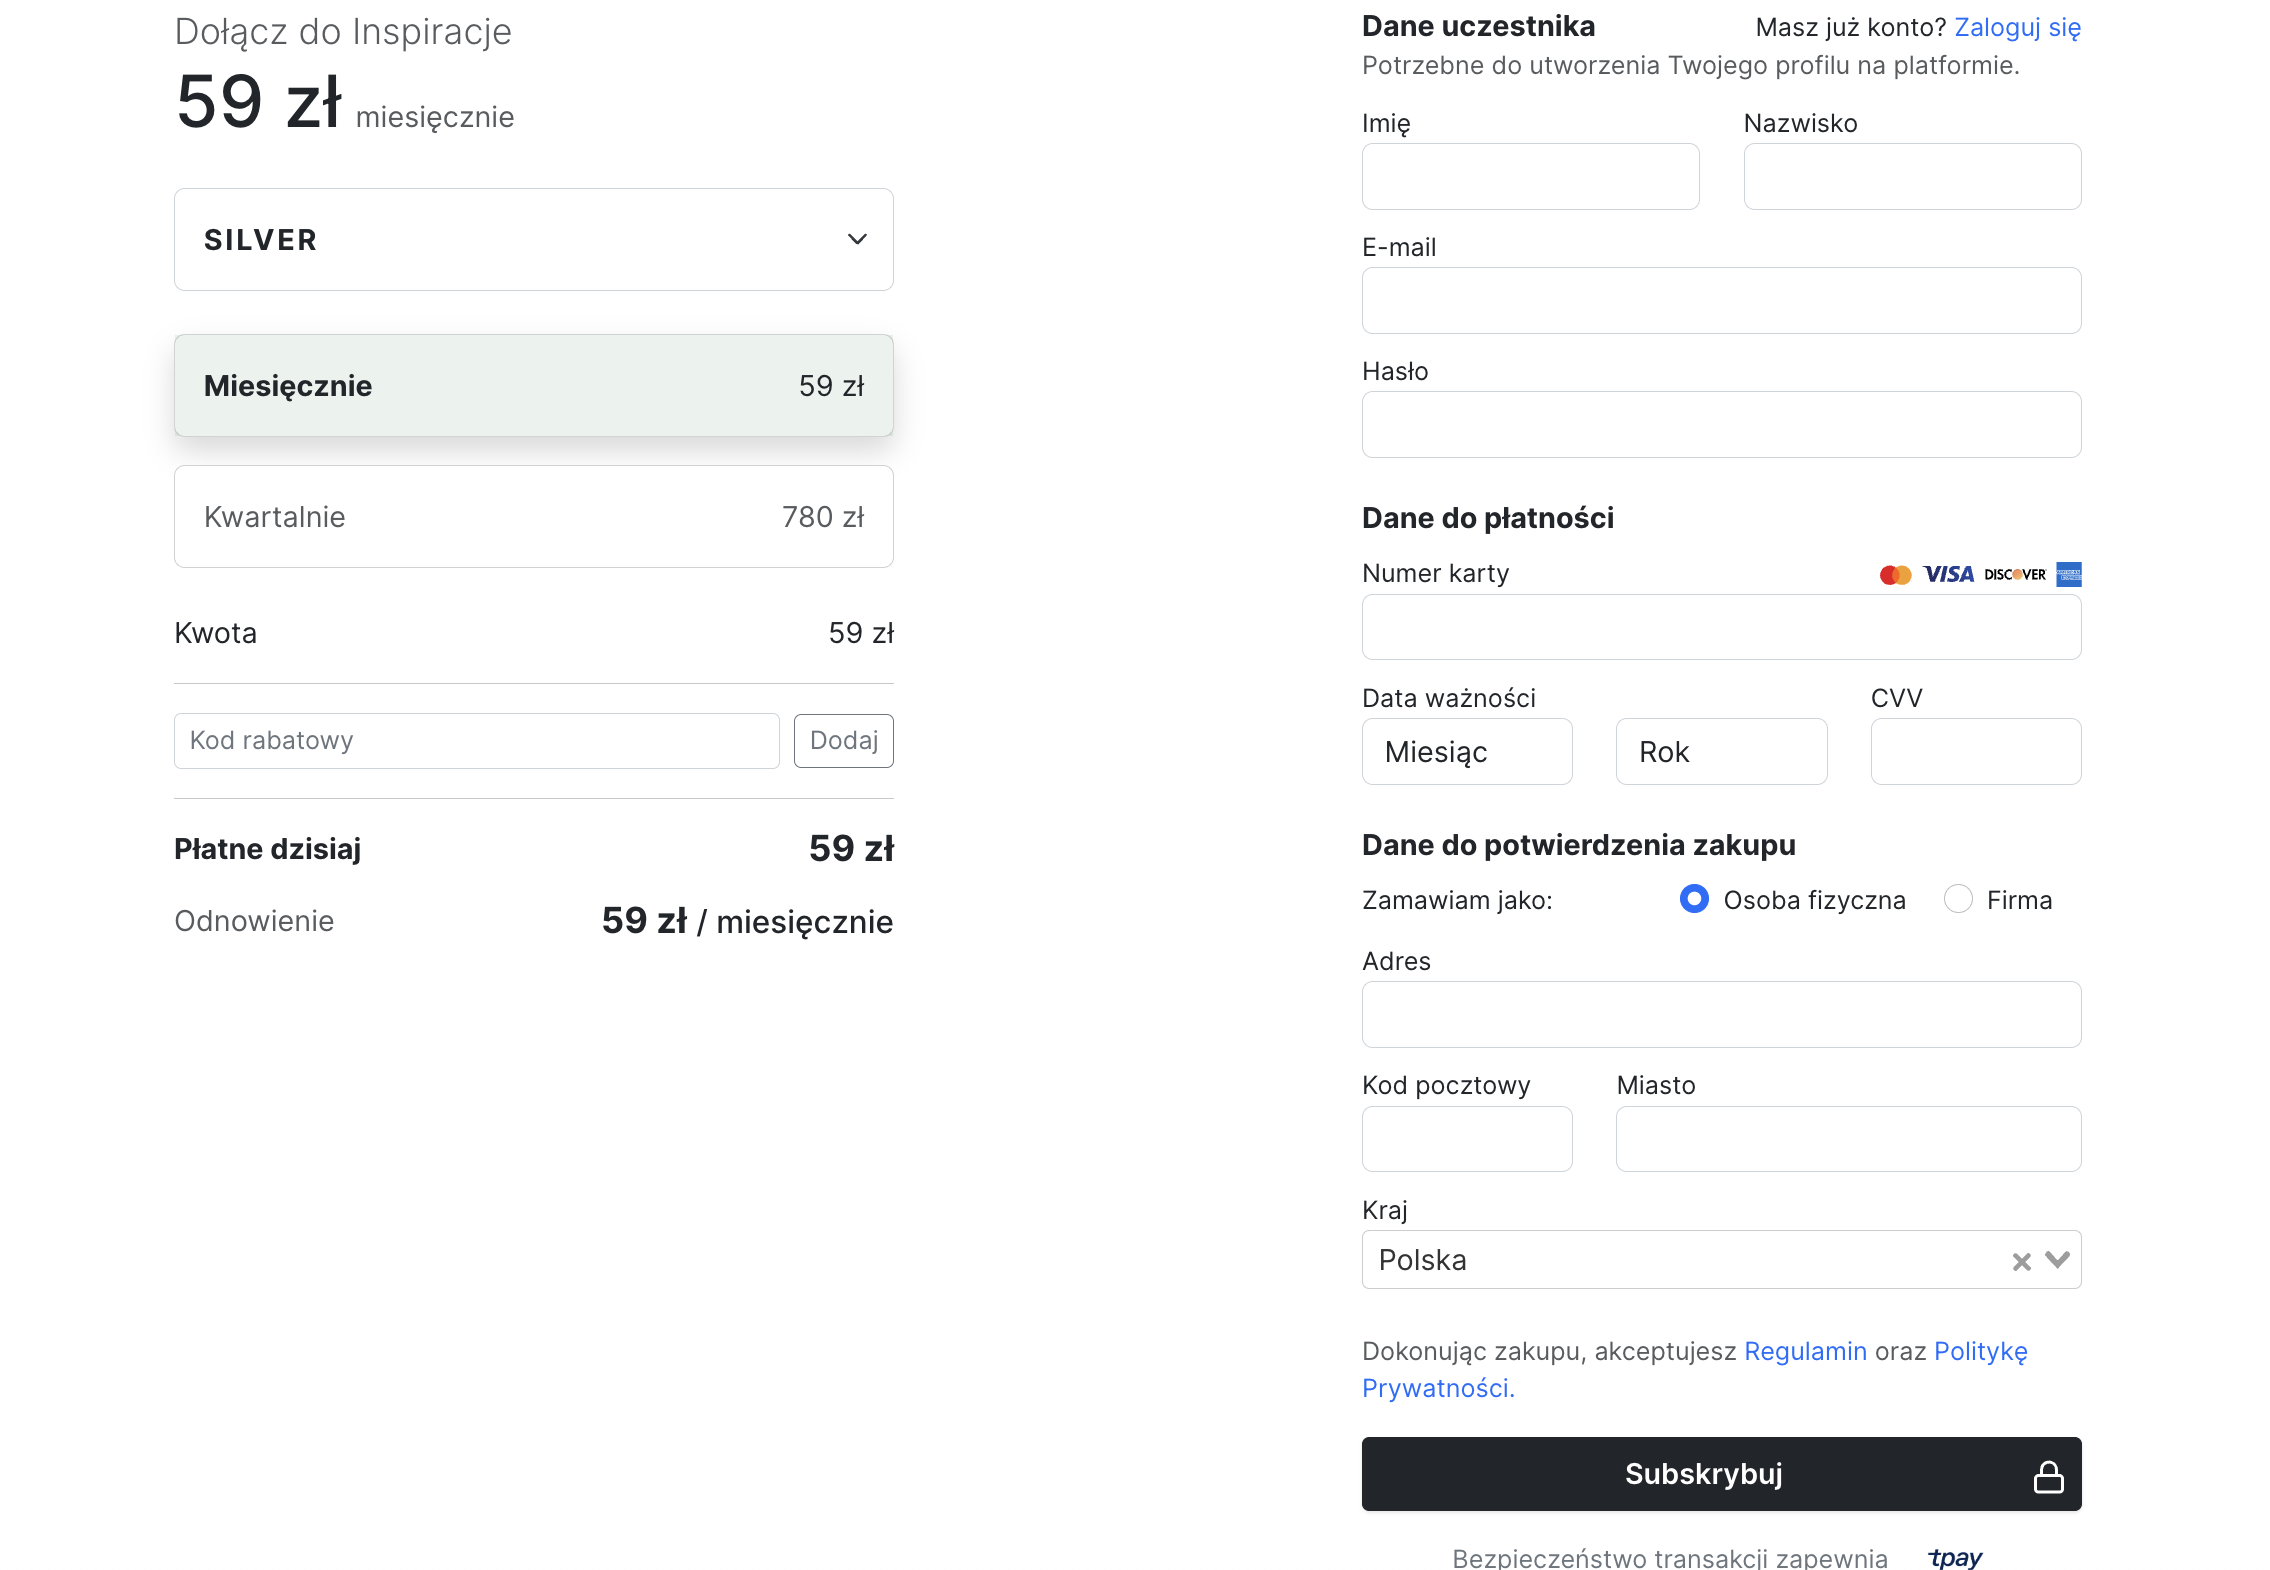 Dołącz do Inspiracje
59 zł miesięcznie
SILVER
Miesięcznie 59 zł
Kwartalnie 780 zł
Kwota 59 zł
Kod rabatowy Dodaj
Płatne dzisiaj 59 zł
Odnowienie 59 zł / miesięcznie
Dane uczestnika Masz już konto? Zaloguj się
Potrzebne do utworzenia Twojego profilu na platformie.
Imię Nazwisko
E-mail
Hasło
Dane do płatności
Numer karty VISA DISCOVER AMERICAN EXPRESS
Data ważności CVV
Miesiąc Rok
Dane do potwierdzenia zakupu
Zamawiam jako: Osoba fizyczna Firma
Adres
Kod pocztowy Miasto
Kraj
Polska
Dokonując zakupu, akceptujesz Regulamin oraz Politykę
Prywatności.
Subskrybuj
Bezpieczeństwo transakcji zapewnia tpay